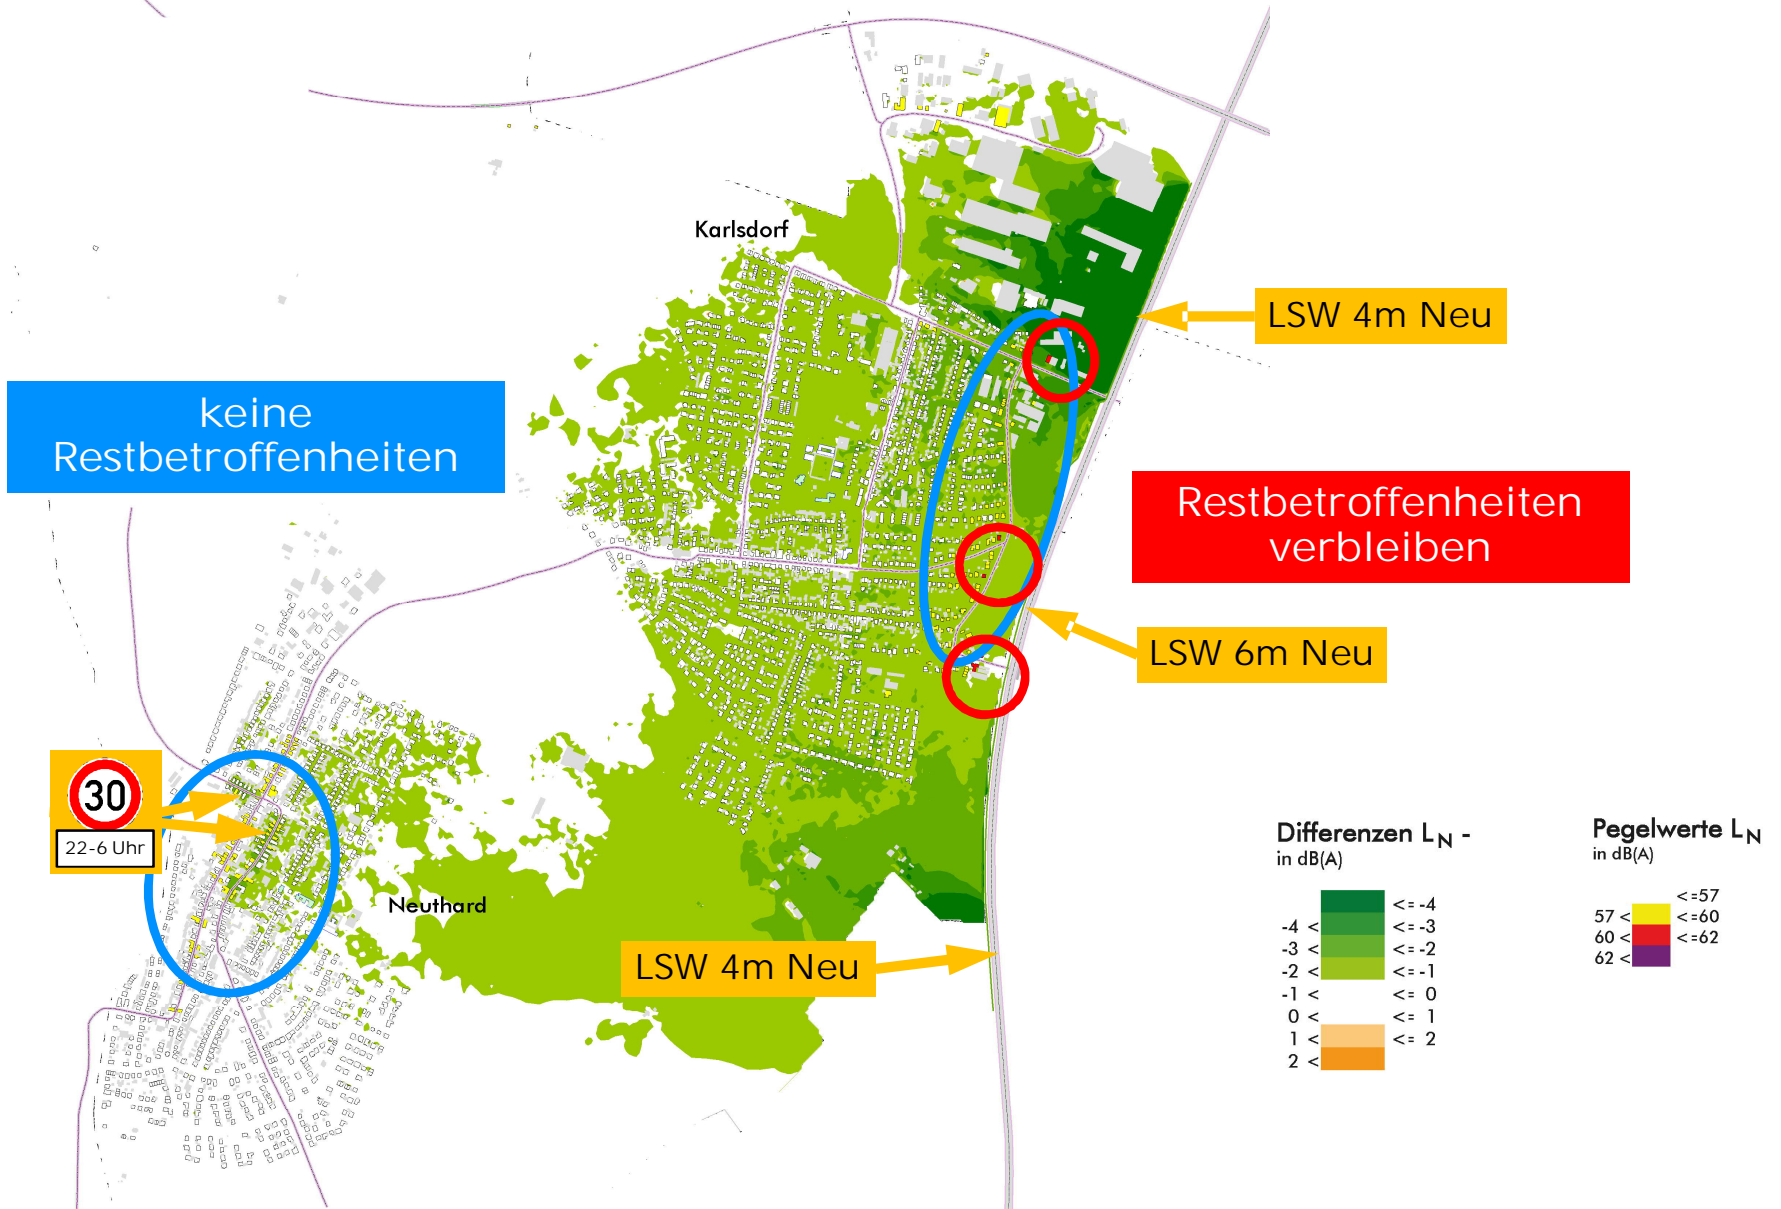 Karlsdorf
LSW 4m Neu
keine
Restbetroffenheiten
Restbetroffenheiten
verbleiben
LSW 6m Neu
30
22-6 Uhr
Neuthard
LSW 4m Neu
Differenzen L N -
in dB(A)
<= -4
-4 < <= -3
-3 < <= -2
-2 < <= -1
-1 < <= 0
0 < <= 1
1 < <= 2
2 <
Pegelwerte L N
in dB(A)
<=57
57 < <=60
60 < <=62
62 <